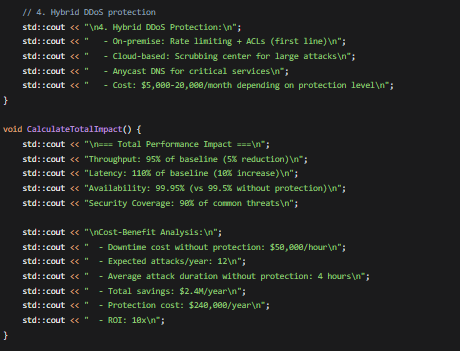 // 4. Hybrid DDoS protection
std::cout << "\n4. Hybrid DDoS Protection:\n";
std::cout << "   - On-premise: Rate limiting + ACLs (first line)\n";
std::cout << "   - Cloud-based: Scrubbing center for large attacks\n";
std::cout << "   - Anycast DNS for critical services\n";
std::cout << "   - Cost: $5,000-20,000/month depending on protection level\n";
}
void CalculateTotalImpact() {
std::cout << "\n=== Total Performance Impact ===\n";
std::cout << "Throughput: 95% of baseline (5% reduction)\n";
std::cout << "Latency: 110% of baseline (10% increase)\n";
std::cout << "Availability: 99.95% (vs 99.5% without protection)\n";
std::cout << "Security Coverage: 90% of common threats\n";
std::cout << "\nCost-Benefit Analysis:\n";
std::cout << "  - Downtime cost without protection: $50,000/hour\n";
std::cout << "  - Expected attacks/year: 12\n";
std::cout << "  - Average attack duration without protection: 4 hours\n";
std::cout << "  - Total savings: $2.4M/year\n";
std::cout << "  - Protection cost: $240,000/year\n";
std::cout << "  - ROI: 10x\n";
}